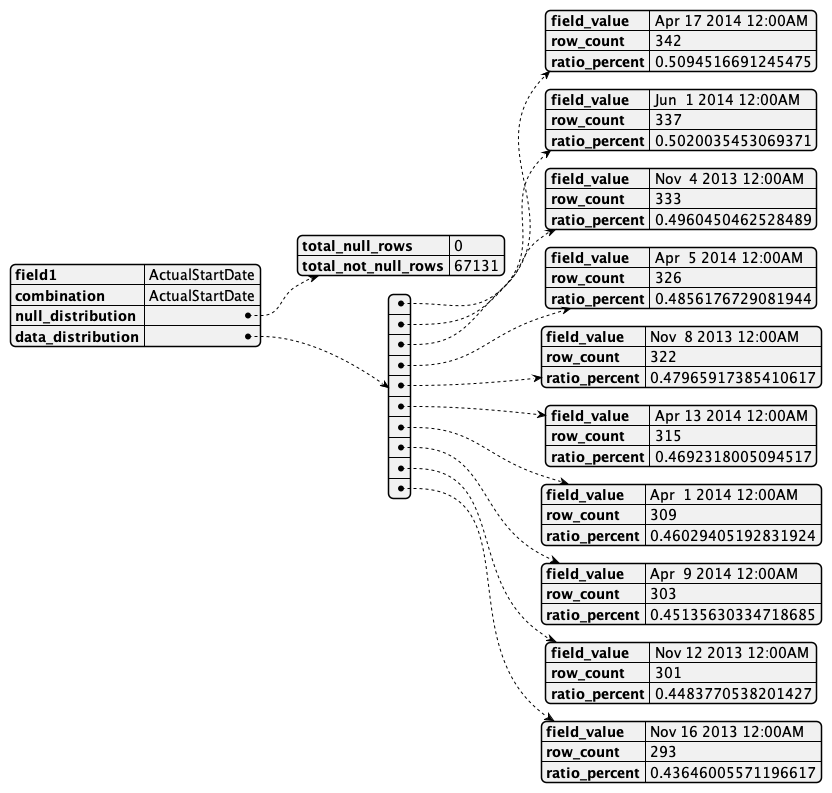 field1 ActualStartDate
combination ActualStartDate
null_distribution
data_distribution
total_null_rows 0
total_not_null_rows 67131
field_value Apr 17 2014 12:00AM
row_count 342
ratio_percent 0.5094516691245475
field_value Jun  1 2014 12:00AM
row_count 337
ratio_percent 0.5020035453069371
field_value Nov  4 2013 12:00AM
row_count 333
ratio_percent 0.4960450462528489
field_value Apr  5 2014 12:00AM
row_count 326
ratio_percent 0.4856176729081944
field_value Nov  8 2013 12:00AM
row_count 322
ratio_percent 0.47965917385410617
field_value Apr 13 2014 12:00AM
row_count 315
ratio_percent 0.4692318005094517
field_value Apr  1 2014 12:00AM
row_count 309
ratio_percent 0.46029405192831924
field_value Apr  9 2014 12:00AM
row_count 303
ratio_percent 0.45135630334718685
field_value Nov 12 2013 12:00AM
row_count 301
ratio_percent 0.4483770538201427
field_value Nov 16 2013 12:00AM
row_count 293
ratio_percent 0.43646005571196617